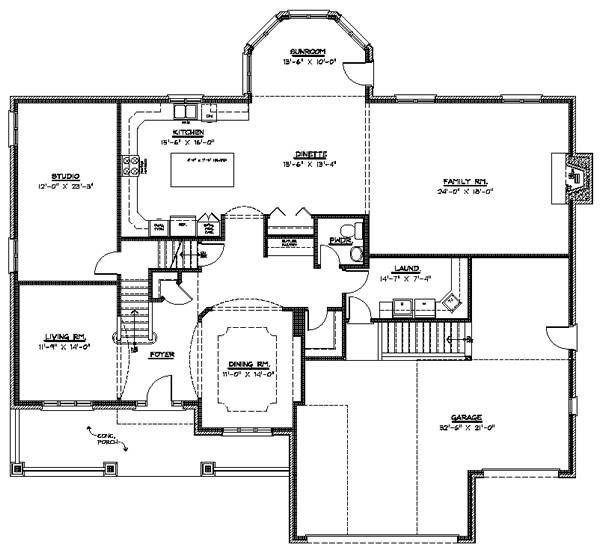 SUNROOM
13'-6" X 10'-0"
KITCHEN
15'-6" X 16'-0"
DINETTE
13'-6" X 13'-4"
STUDIO
12'-0" X 23'-3"
FAMILY RM.
24'-0" X 18'-0"
REF.
PWDR.
LAUND.
14'-7" X 7'-4"
LIVING RM.
11'-9" X 14'-0"
FOYER
DINING RM.
11'-0" X 14'-0"
GARAGE
32'-6" X 21'-0"
CONC.
PORCH